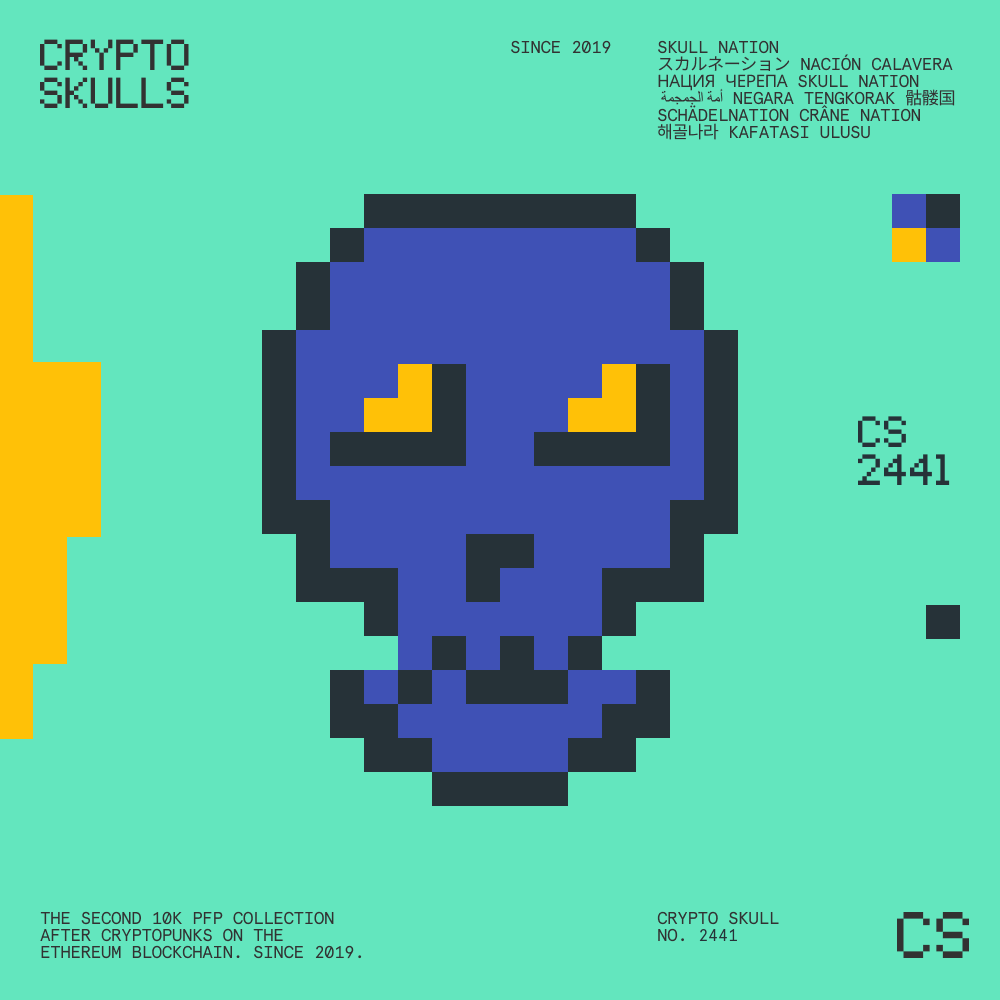 CRYPTO
SKULLS
SINCE 2019
SKULL NATION
スカルネーション NACIÓN CALAVERA
НАЦИЯ ЧЕРЕПА SKULL NATION
أمة الجمجمة NEGARA TENGKORAK 骷髅国
SCHÄDELNATION CRÂNE NATION
해골나라 KAFATASI ULUSU
CS
2441
THE SECOND 10K PFP COLLECTION
AFTER CRYPTOPUNKS ON THE
ETHEREUM BLOCKCHAIN. SINCE 2019.
CRYPTO SKULL
NO. 2441
CS